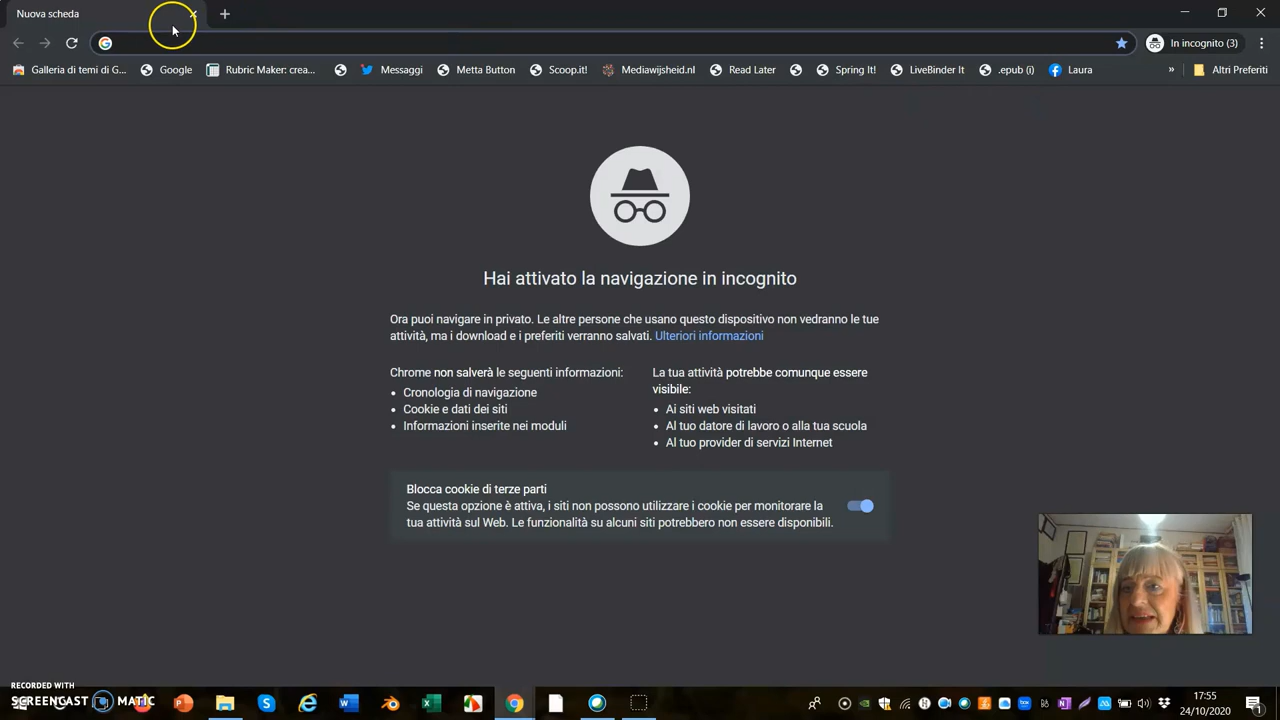 Nuova scheda
In incognito (3)
Galleria di temi di G... Google Rubric Maker: crea... Messaggi Metta Button Scoop.it! Mediawijsheid.nl Read Later Spring It! LiveBinder It .epub (i) Laura » Altri Preferiti
Hai attivato la navigazione in incognito
Ora puoi navigare in privato. Le altre persone che usano questo dispositivo non vedranno le tue
attività, ma i download e i preferiti verranno salvati. Ulteriori informazioni
Chrome non salverà le seguenti informazioni:
• Cronologia di navigazione
• Cookie e dati dei siti
• Informazioni inserite nei moduli
La tua attività potrebbe comunque essere
visibile:
• Ai siti web visitati
• Al tuo datore di lavoro o alla tua scuola
• Al tuo provider di servizi Internet
Blocca cookie di terze parti
Se questa opzione è attiva, i siti non possono utilizzare i cookie per monitorare la
tua attività sul Web. Le funzionalità su alcuni siti potrebbero non essere disponibili.
RECORDED WITH
SCREENCAST MATIC
17:55
24/10/2020